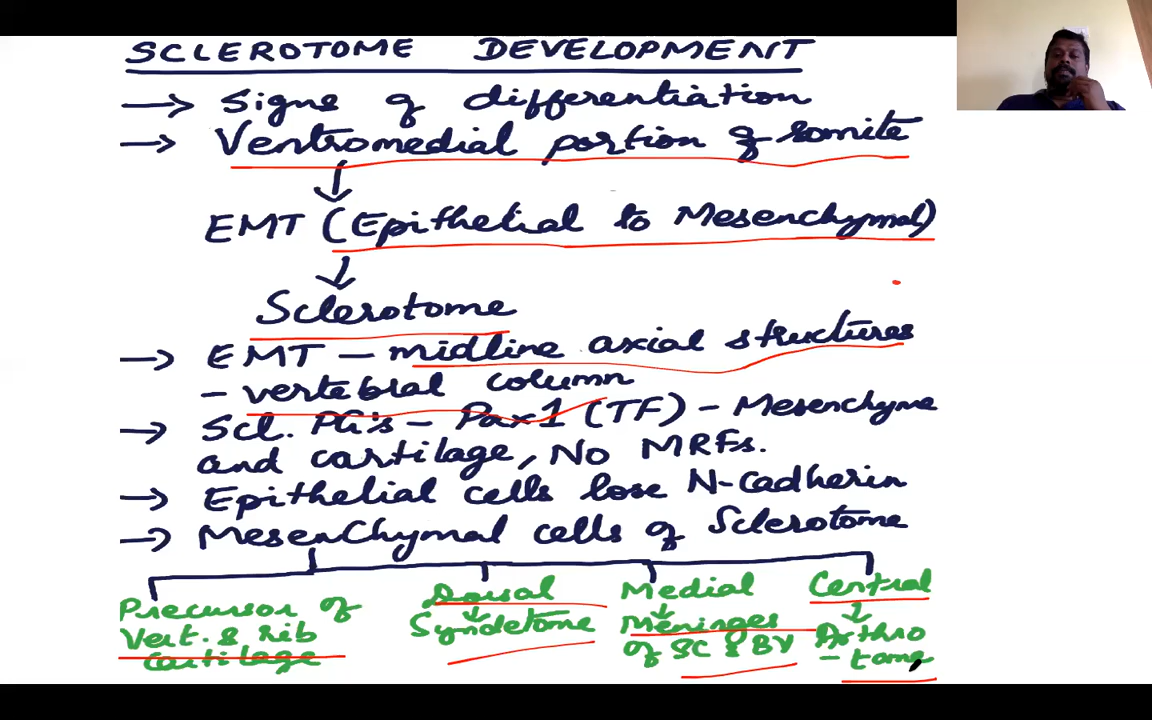 SCLEROTOME DEVELOPMENT
→ Signs of differentiation
→ Ventromedial portion of somite
↓
EMT (Epithelial to Mesenchymal)
↓
Sclerotome
→ EMT – midline axial structures
– vertebral column
→ Scl. PG's – Pax1 (TF) – Mesenchyme
and cartilage, No MRFs.
→ Epithelial cells lose N-cadherin
→ Mesenchymal cells of Sclerotome
Precursor of
Vert. & rib
cartilage
Dorsal
↓
Syndetome
Medial
↓
Meninges
of SC & BV
Central
↓
Arthro
– tome